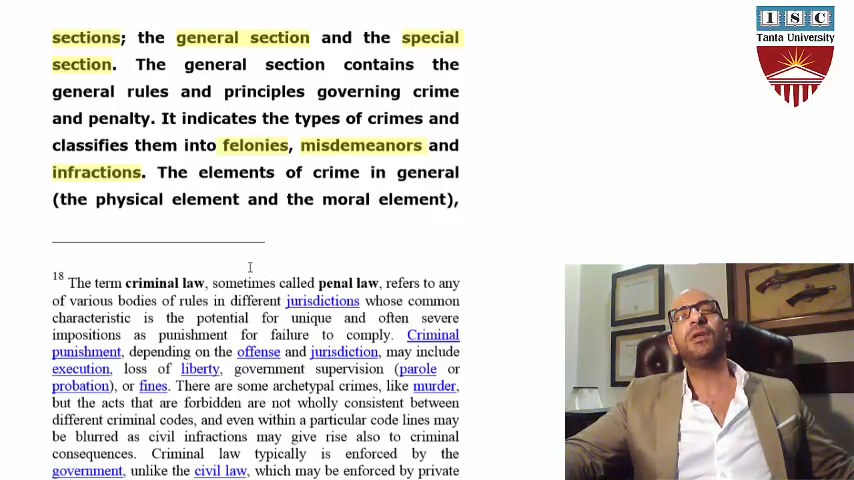 sections; the general section and the special
section. The general section contains the
general rules and principles governing crime
and penalty. It indicates the types of crimes and
classifies them into felonies, misdemeanors and
infractions. The elements of crime in general
(the physical element and the moral element),
18 The term criminal law, sometimes called penal law, refers to any
of various bodies of rules in different jurisdictions whose common
characteristic is the potential for unique and often severe
impositions as punishment for failure to comply. Criminal
punishment, depending on the offense and jurisdiction, may include
execution, loss of liberty, government supervision (parole or
probation), or fines. There are some archetypal crimes, like murder,
but the acts that are forbidden are not wholly consistent between
different criminal codes, and even within a particular code lines may
be blurred as civil infractions may give rise also to criminal
consequences. Criminal law typically is enforced by the
government, unlike the civil law, which may be enforced by private
I S C
Tanta University